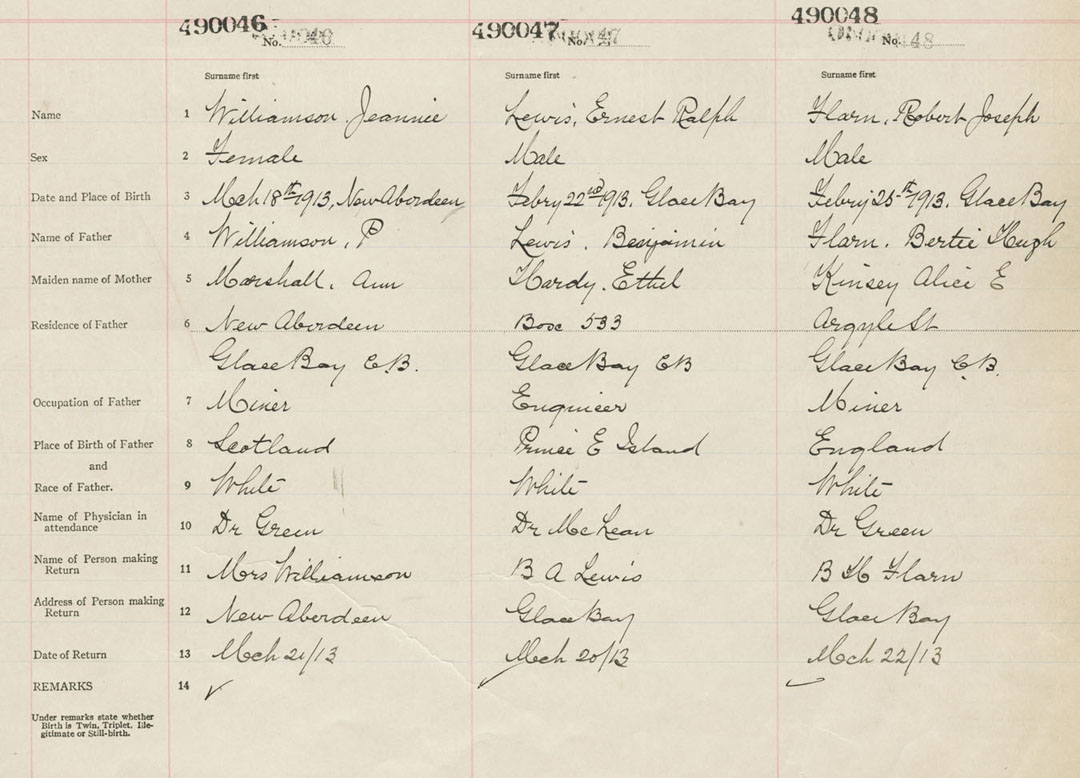 490046 490047 490048
No. 46 No. 47 No. 48
Surname first Surname first Surname first
Name 1 Williamson Jeannie Lewis, Ernest Ralph Flarn, Robert Joseph
Sex 2 Female Male Male
Date and Place of Birth 3 Mch 18th 1913, New Aberdeen Febry 22nd 1913. Glace Bay Febry 25th 1913. Glace Bay
Name of Father 4 Williamson, P Lewis. Benjamin Flarn. Bertie Hugh
Maiden name of Mother 5 Marshall. Ann Hardy. Ethel Kinsey Alice E
Residence of Father 6 New Aberdeen Box 533 Argyle St
Glace Bay C.B. Glace Bay CB Glace Bay C.B.
Occupation of Father 7 Miner Engineer Miner
Place of Birth of Father 8 Scotland Prince E Island England
and
Race of Father. 9 White White White
Name of Physician in
attendance 10 Dr Green Dr McLean Dr Green
Name of Person making
Return 11 Mrs Williamson B A Lewis B H Flarn
Address of Person making
Return 12 New Aberdeen Glace Bay Glace Bay
Date of Return 13 Mch 21/13 Mch 20/13 Mch 22/13
REMARKS 14
Under remarks state whether
Birth is Twin, Triplet, Ille-
gitimate or Still-birth.